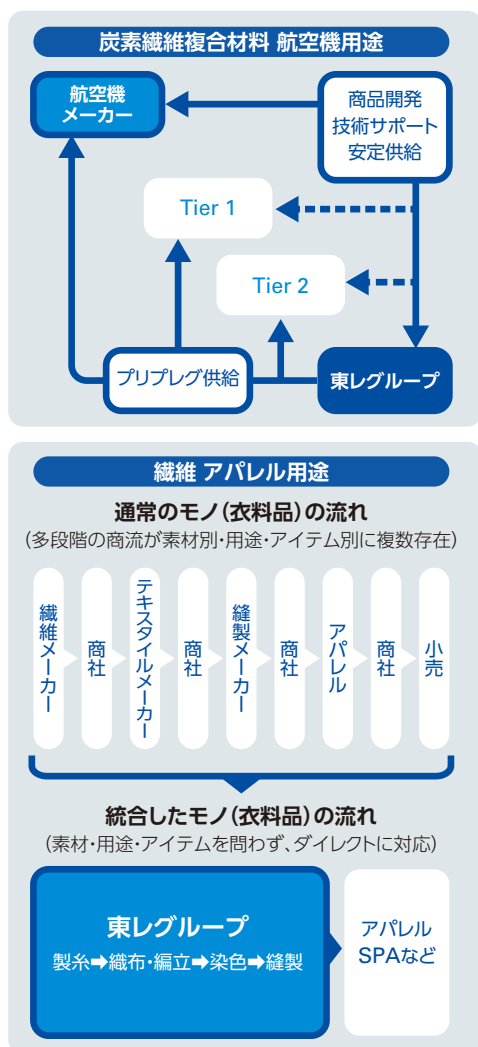 炭素繊維複合材料 航空機用途
航空機
メーカー
商品開発
技術サポート
安定供給
Tier 1
Tier 2
プリプレグ供給
東レグループ
繊維 アパレル用途
通常のモノ(衣料品)の流れ
(多段階の商流が素材別・用途・アイテム別に複数存在)
繊維メーカー
商社
テキスタイルメーカー
商社
縫製メーカー
商社
アパレル
商社
小売
統合したモノ(衣料品)の流れ
(素材・用途・アイテムを問わず、ダイレクトに対応)
東レグループ
製糸➡織布・編立➡染色➡縫製
アパレル
SPAなど